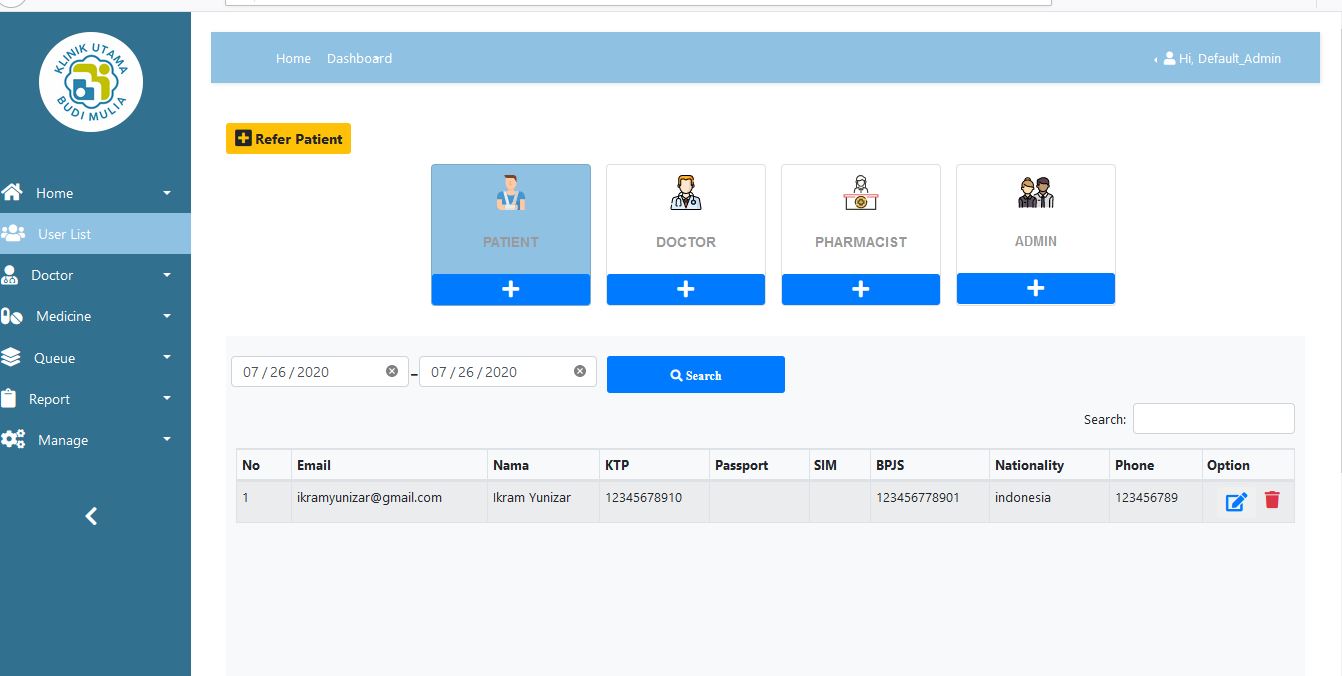 KLINIK UTAMA
BUDI MULIA
Home Dashboard
Hi, Default_Admin
Home
User List
Doctor
Medicine
Queue
Report
Manage
Refer Patient
PATIENT DOCTOR PHARMACIST ADMIN
07 / 26 / 2020 – 07 / 26 / 2020 Search
Search:
No Email Nama KTP Passport SIM BPJS Nationality Phone Option
1 ikramyunizar@gmail.com Ikram Yunizar 12345678910 123456778901 indonesia 123456789